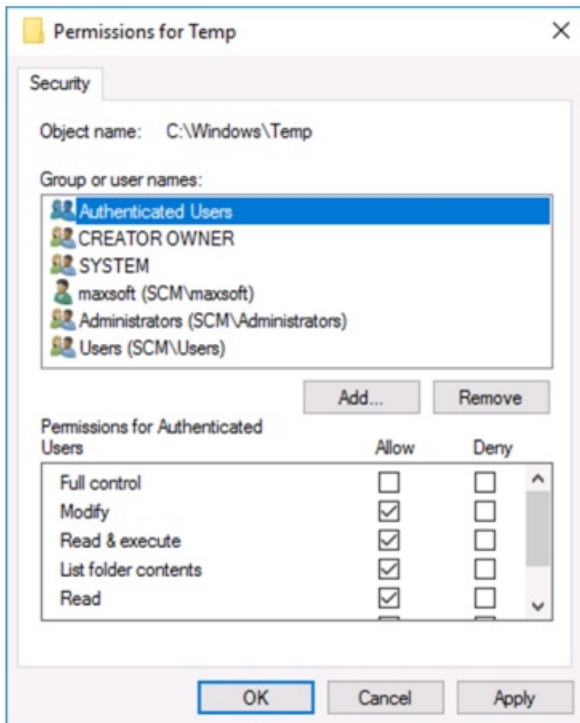 Permissions for Temp
Security
Object name: C:\Windows\Temp
Group or user names:
Authenticated Users
CREATOR OWNER
SYSTEM
maxsoft (SCM\maxsoft)
Administrators (SCM\Administrators)
Users (SCM\Users)
Add... Remove
Permissions for Authenticated
Users Allow Deny
Full control
Modify
Read & execute
List folder contents
Read
OK Cancel Apply